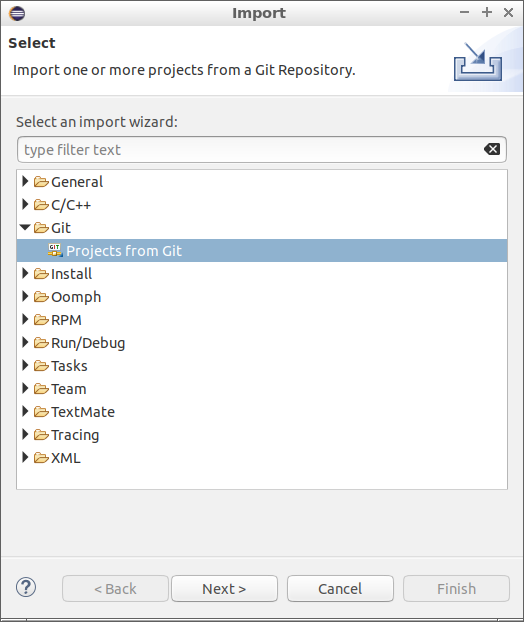 Import
Select
Import one or more projects from a Git Repository.
Select an import wizard:
type filter text
General
C/C++
Git
GIT Projects from Git
Install
Oomph
RPM
Run/Debug
Tasks
Team
TextMate
Tracing
XML
? < Back Next > Cancel Finish